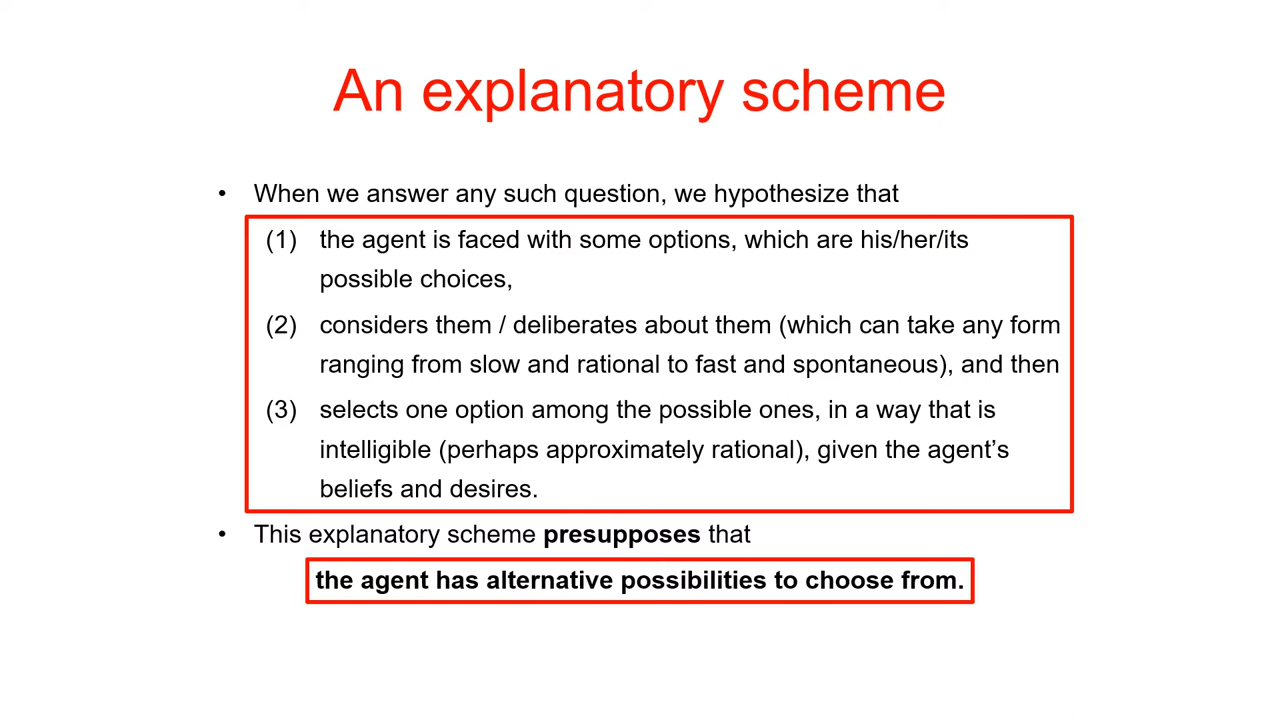 An explanatory scheme
• When we answer any such question, we hypothesize that
(1) the agent is faced with some options, which are his/her/its
possible choices,
(2) considers them / deliberates about them (which can take any form
ranging from slow and rational to fast and spontaneous), and then
(3) selects one option among the possible ones, in a way that is
intelligible (perhaps approximately rational), given the agent’s
beliefs and desires.
• This explanatory scheme presupposes that
the agent has alternative possibilities to choose from.